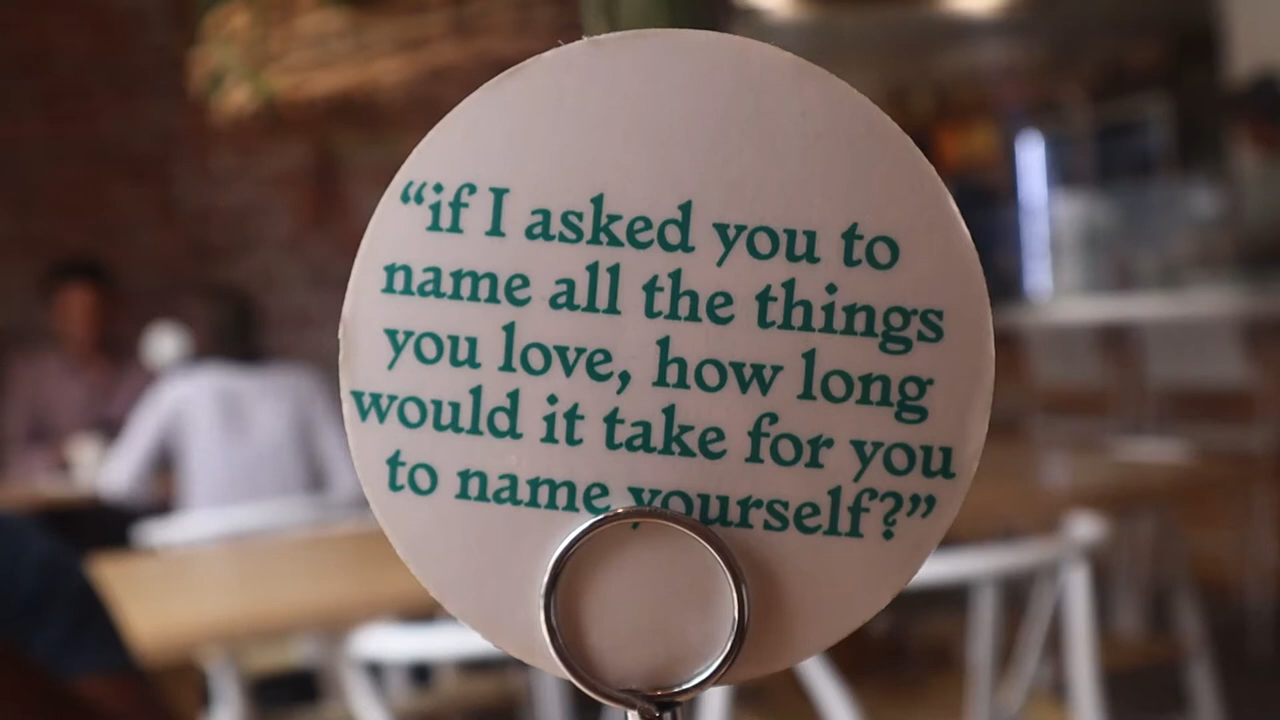 “if I asked you to
name all the things
you love, how long
would it take for you
to name yourself?”